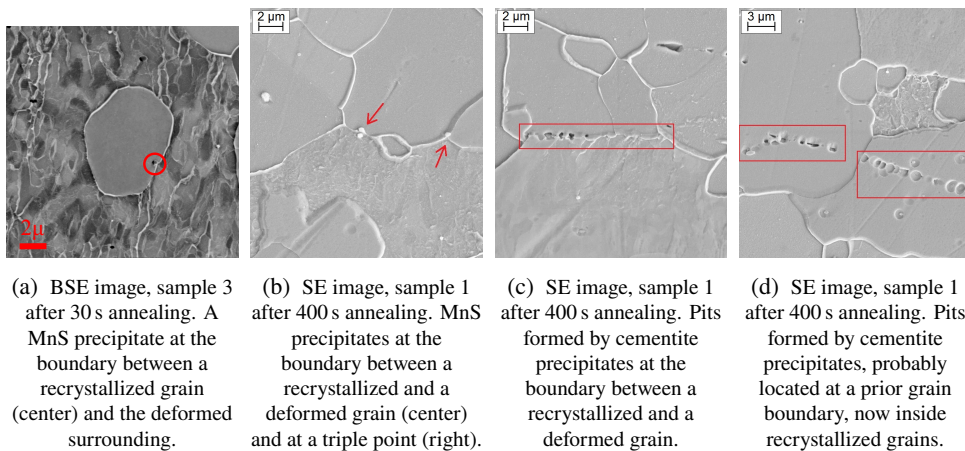 2 µm
2 µm
3 µm
2µ
(a) BSE image, sample 3
after 30 s annealing. A
MnS precipitate at the
boundary between a
recrystallized grain
(center) and the deformed
surrounding.
(b) SE image, sample 1
after 400 s annealing. MnS
precipitates at the
boundary between a
recrystallized and a
deformed grain (center)
and at a triple point (right).
(c) SE image, sample 1
after 400 s annealing. Pits
formed by cementite
precipitates at the
boundary between a
recrystallized and a
deformed grain.
(d) SE image, sample 1
after 400 s annealing. Pits
formed by cementite
precipitates, probably
located at a prior grain
boundary, now inside
recrystallized grains.